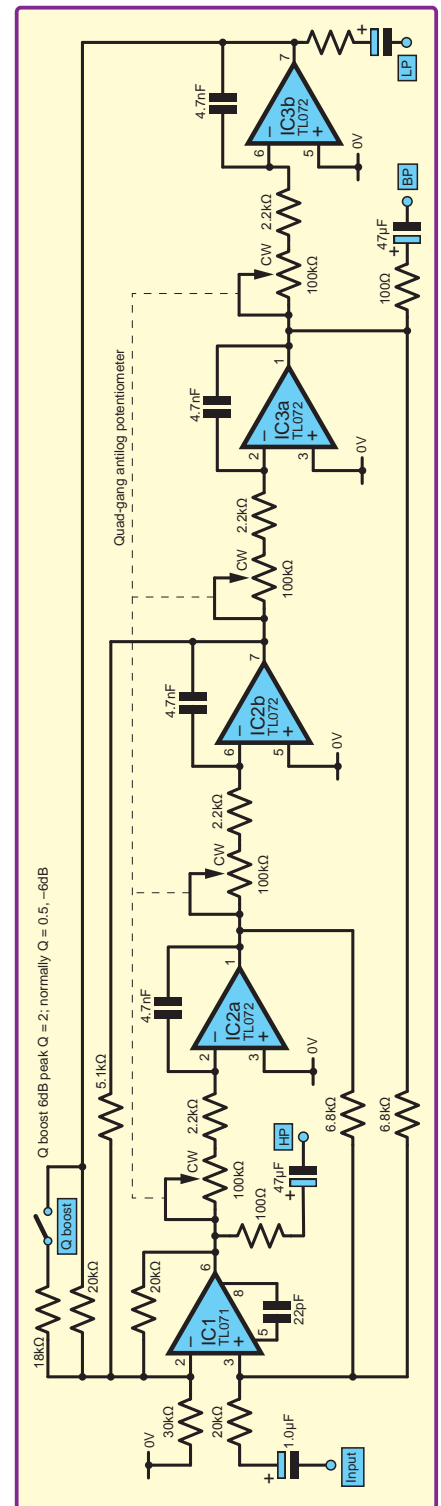 Q boost 6dB peak Q = 2; normally Q = 0.5, –6dB
Quad-gang antilog potentiometer
Q boost
18kΩ
20kΩ
5.1kΩ
20kΩ
0V
30kΩ
20kΩ
1.0µF
+
Input
2
3
–
+
IC1
TL071
6
5
8
22pF
100Ω
47µF
+
HP
CW
100kΩ
2.2kΩ
4.7nF
2
3
–
+
IC2a
TL072
1
0V
6.8kΩ
6.8kΩ
CW
100kΩ
2.2kΩ
4.7nF
6
5
–
+
IC2b
TL072
7
0V
CW
100kΩ
2.2kΩ
4.7nF
2
3
–
+
IC3a
TL072
1
0V
CW
100kΩ
2.2kΩ
4.7nF
6
5
–
+
IC3b
TL072
7
0V
100Ω
47µF
+
BP
+
LP